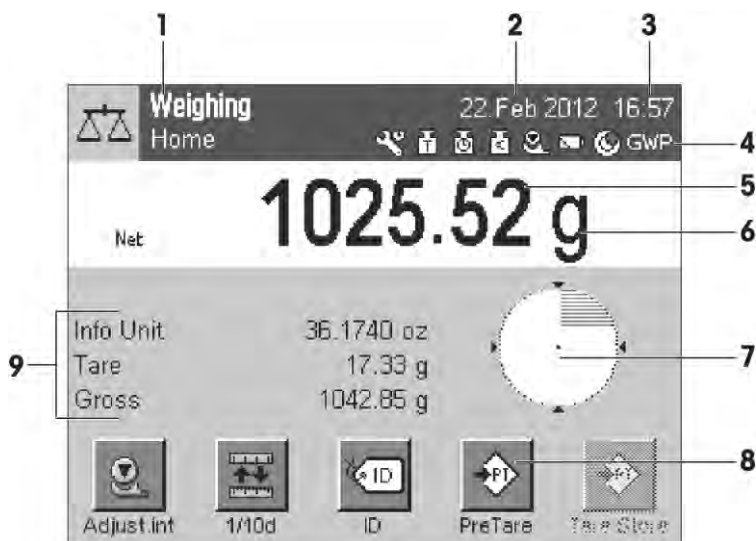 1 2 3
Weighing 22.Feb 2012 16:57
Home GWP 4
T C
1025.52 g 5
Net 6
Info Unit 36.1740 oz
9 Tare 17.33 g 7
Gross 1042.85 g
ID PT 8
Adjust.int 1/10d ID PreTare Tare Store